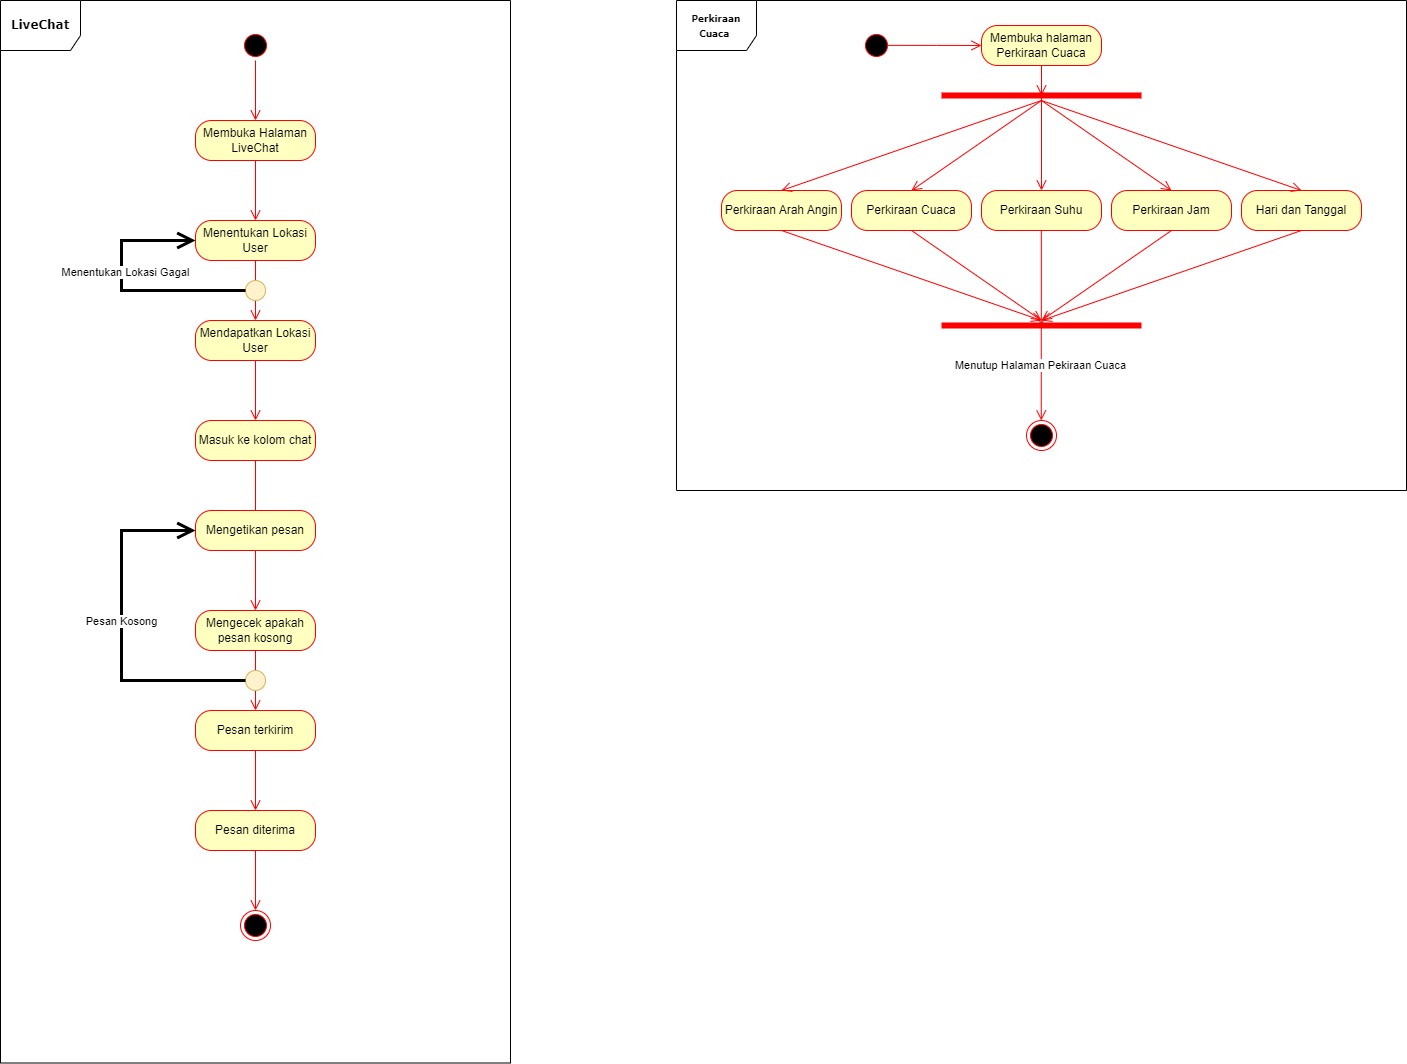 LiveChat
Membuka Halaman
LiveChat
Menentukan Lokasi
User
Menentukan Lokasi Gagal
Mendapatkan Lokasi
User
Masuk ke kolom chat
Mengetikan pesan
Pesan Kosong
Mengecek apakah
pesan kosong
Pesan terkirim
Pesan diterima
Perkiraan
Cuaca
Membuka halaman
Perkiraan Cuaca
Perkiraan Arah Angin
Perkiraan Cuaca
Perkiraan Suhu
Perkiraan Jam
Hari dan Tanggal
Menutup Halaman Pekiraan Cuaca